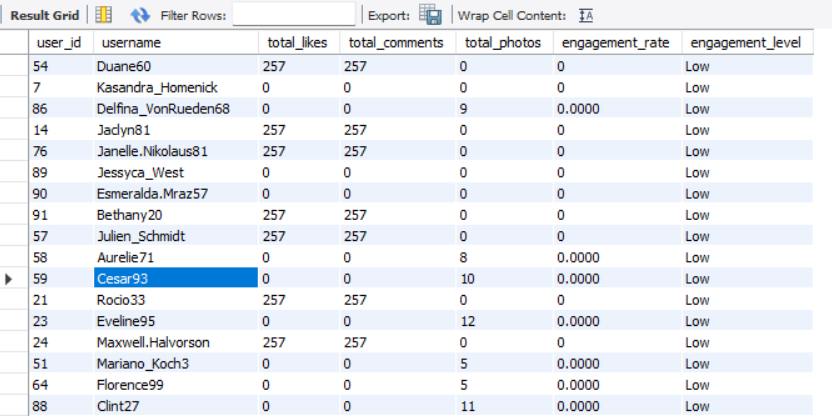 Result Grid Filter Rows: Export: Wrap Cell Content: IA
user_id username total_likes total_comments total_photos engagement_rate engagement_level
54 Duane60 257 257 0 0 Low
7 Kasandra_Homenick 0 0 0 0 Low
86 Delfina_VonRueden68 0 0 9 0.0000 Low
14 Jaclyn81 257 257 0 0 Low
76 Janelle.Nikolaus81 257 257 0 0 Low
89 Jessyca_West 0 0 0 0 Low
90 Esmeralda.Mraz57 0 0 0 0 Low
91 Bethany20 257 257 0 0 Low
57 Julien_Schmidt 257 257 0 0 Low
58 Aurelie71 0 0 8 0.0000 Low
59 Cesar93 0 0 10 0.0000 Low
21 Rocio33 257 257 0 0 Low
23 Eveline95 0 0 12 0.0000 Low
24 Maxwell.Halvorson 257 257 0 0 Low
51 Mariano_Koch3 0 0 5 0.0000 Low
64 Florence99 0 0 5 0.0000 Low
88 Clint27 0 0 11 0.0000 Low